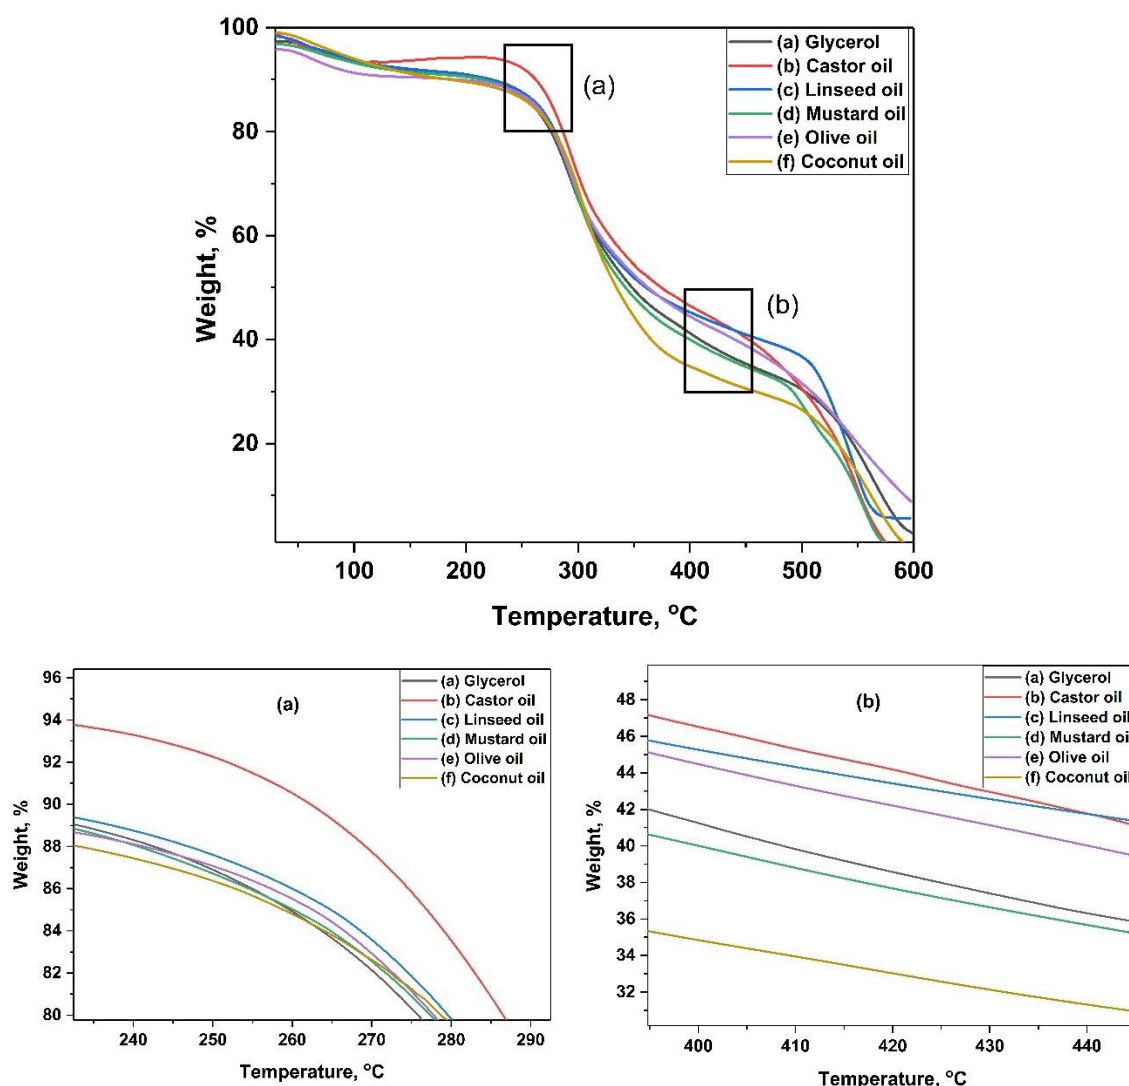 100
80
60
40
20
Weight, %
100
200
300
400
500
600
Temperature, °C
(a) Glycerol
(b) Castor oil
(c) Linseed oil
(d) Mustard oil
(e) Olive oil
(f) Coconut oil
(a)
(b)
96
94
92
90
88
86
84
82
80
Weight, %
240
250
260
270
280
290
Temperature, °C
(a)
(a) Glycerol
(b) Castor oil
(c) Linseed oil
(d) Mustard oil
(e) Olive oil
(f) Coconut oil
48
46
44
42
40
38
36
34
32
Weight, %
400
410
420
430
440
Temperature, °C
(b)
(a) Glycerol
(b) Castor oil
(c) Linseed oil
(d) Mustard oil
(e) Olive oil
(f) Coconut oil